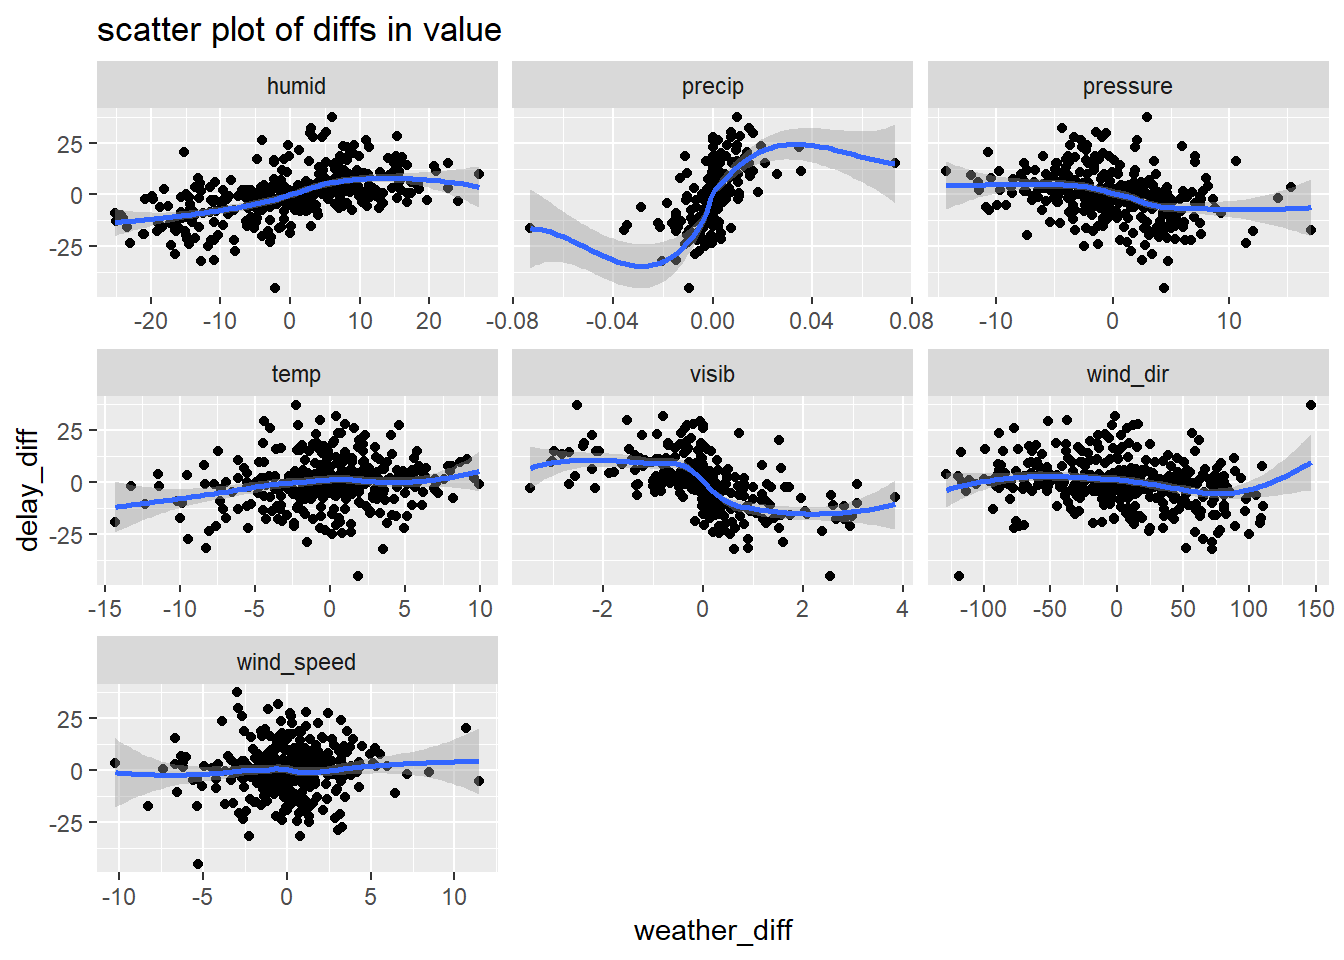 scatter plot of diffs in value
humid precip pressure
25
0
-25
-20 -10 0 10 20 -0.08 -0.04 0.00 0.04 0.08 -10 0 10
temp visib wind_dir
25
0
-25
-15 -10 -5 0 5 10 -2 0 2 4 -100 -50 0 50 100 150
delay_diff
wind_speed
25
0
-25
-10 -5 0 5 10
weather_diff